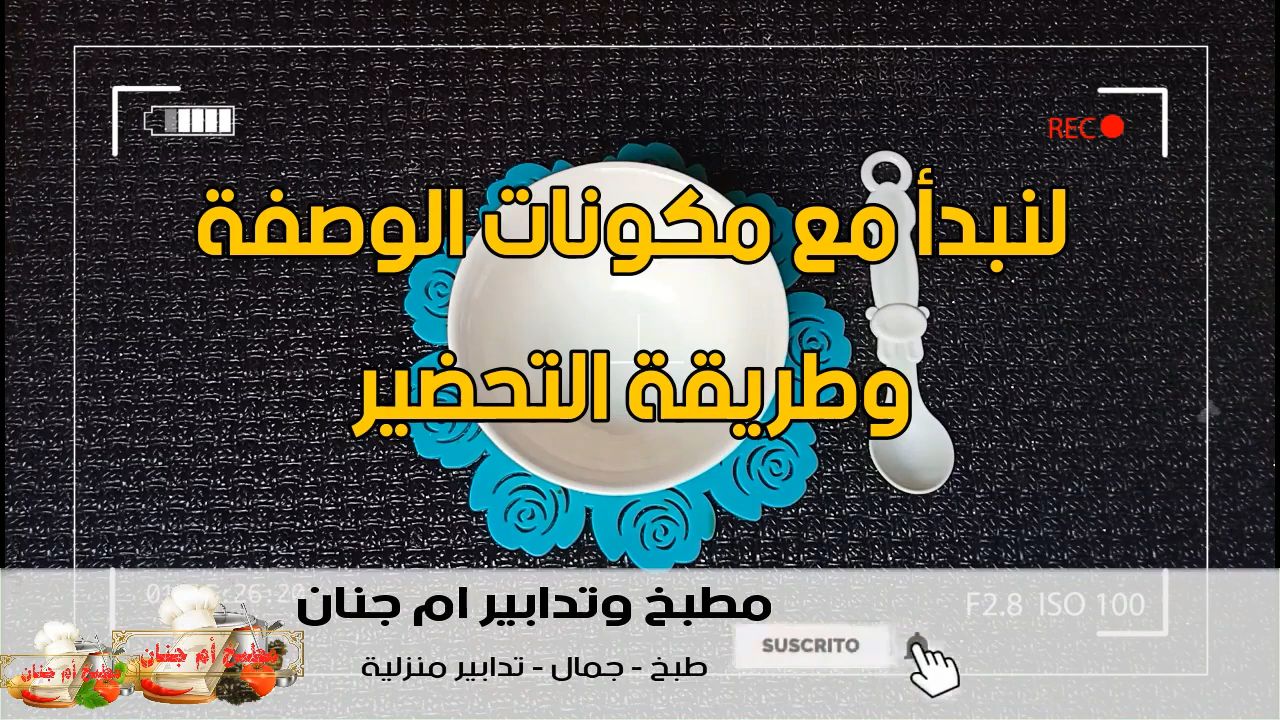 REC
لنبدأ مع مكونات الوصفة
وطريقة التحضير
F2.8 ISO 100
مطبخ وتدابير ام جنان
SUSCRITO
طبخ - جمال - تدابير منزلية
مطبخ أم جنان
مطبخ أم جنان